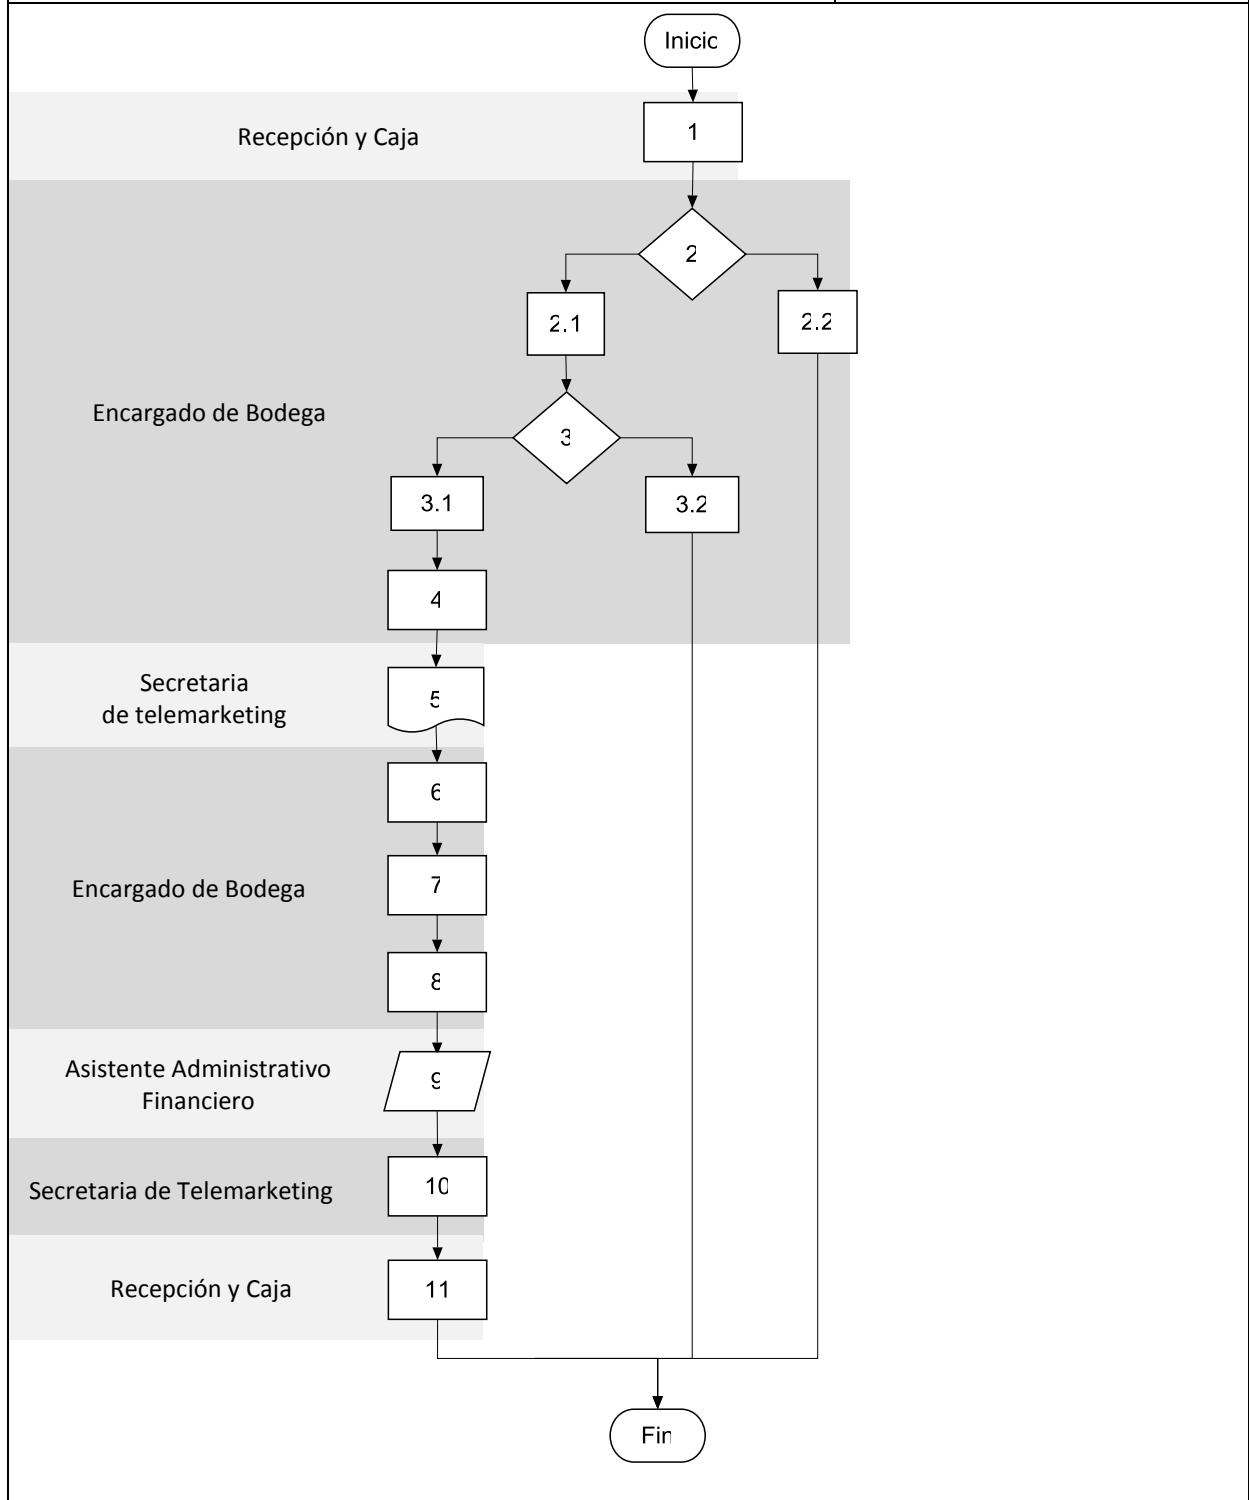 Inicio
Recepción y Caja
1
2
2.1
2.2
Encargado de Bodega
3
3.1
3.2
4
Secretaria
de telemarketing
5
6
Encargado de Bodega
7
8
Asistente Administrativo
Financiero
9
Secretaria de Telemarketing
10
Recepción y Caja
11
Fin